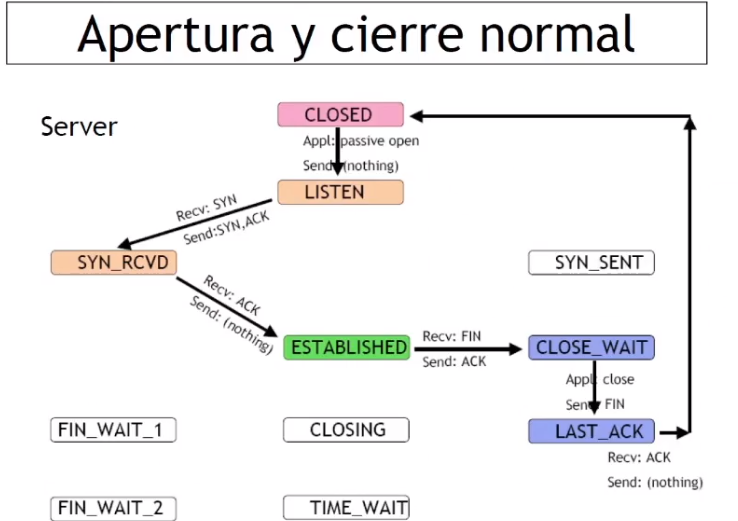 Apertura y cierre normal
Server
CLOSED
Appl: passive open
Send: (nothing)
LISTEN
Recv: SYN
Send:SYN,ACK
SYN_RCVD
SYN_SENT
Recv: ACK
Send: (nothing)
ESTABLISHED
Recv: FIN
Send: ACK
CLOSE_WAIT
Appl: close
Send: FIN
FIN_WAIT_1
CLOSING
LAST_ACK
Recv: ACK
Send: (nothing)
FIN_WAIT_2
TIME_WAIT